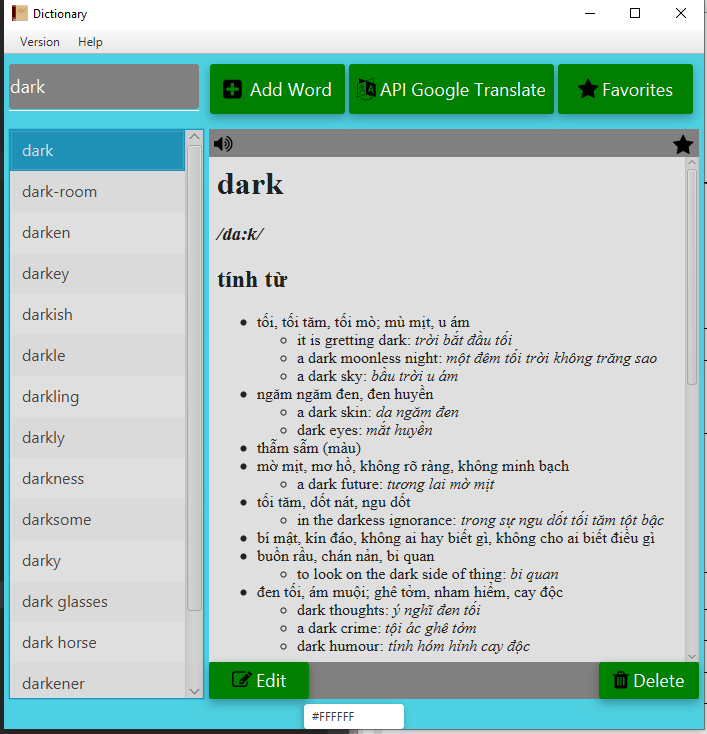 Dictionary
Version Help
dark
Add Word
API Google Translate
Favorites
dark
dark-room
darken
darkey
darkish
darkle
darkling
darkly
darkness
darksome
darky
dark glasses
dark horse
darkener
dark
/da:k/
tính từ
tối, tối tăm, tối mò; mù mịt, u ám
it is gretting dark: trời bắt đầu tối
a dark moonless night: một đêm tối trời không trăng sao
a dark sky: bầu trời u ám
ngăm ngăm đen, đen huyền
a dark skin: da ngăm đen
dark eyes: mắt huyền
thẫm sẫm (màu)
mờ mịt, mơ hồ, không rõ ràng, không minh bạch
a dark future: tương lai mờ mịt
tối tăm, dốt nát, ngu dốt
in the darkess ignorance: trong sự ngu dốt tối tăm tột bậc
bí mật, kín đáo, không ai hay biết gì, không cho ai biết điều gì
buồn rầu, chán nản, bi quan
to look on the dark side of thing: bi quan
đen tối, ám muội; ghê tởm, nham hiểm, cay độc
dark thoughts: ý nghĩ đen tối
a dark crime: tội ác ghê tởm
dark humour: tính hóm hỉnh cay độc
Edit
Delete
#FFFFFF